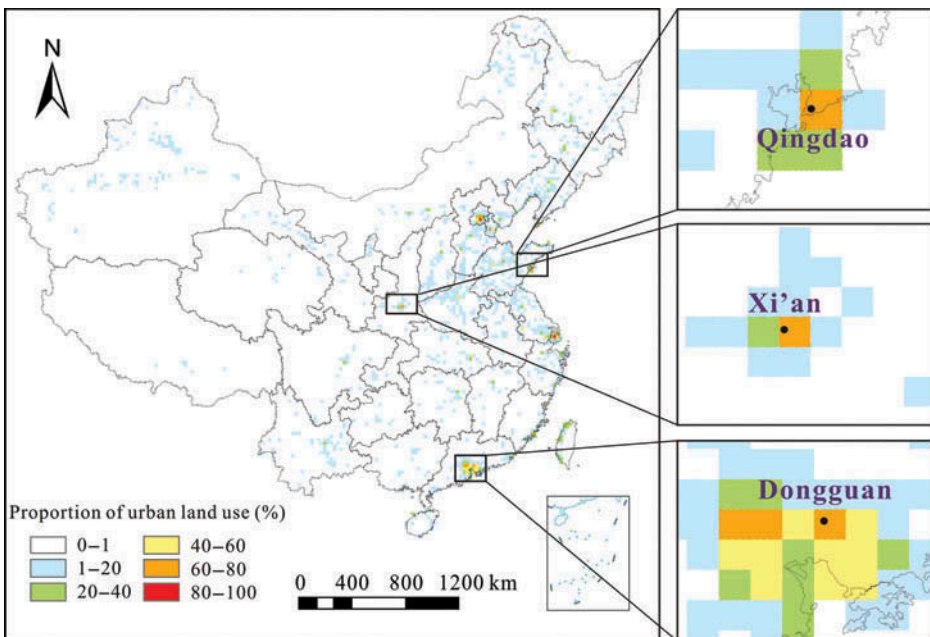 N
Qingdao
Xi'an
Dongguan
Proportion of urban land use (%)
0–1
1–20
20–40
40–60
60–80
80–100
0 400 800 1200 km